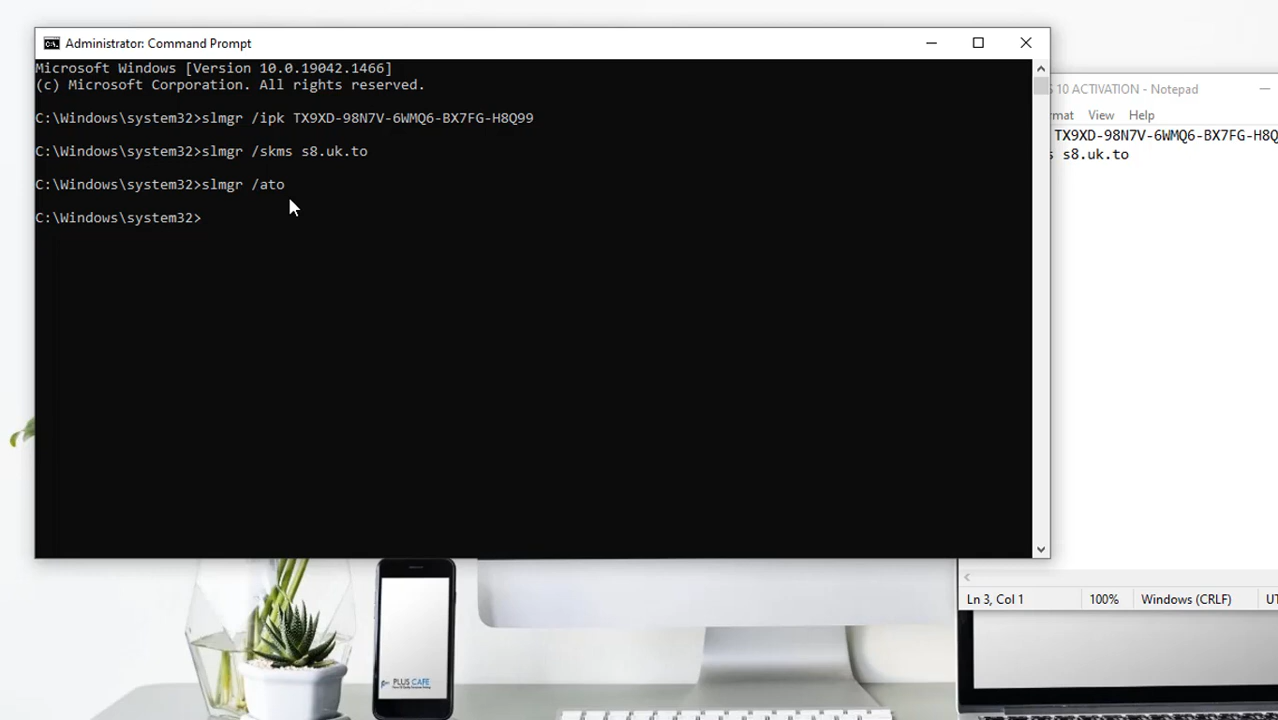 Administrator: Command Prompt
Microsoft Windows [Version 10.0.19042.1466]
(c) Microsoft Corporation. All rights reserved.
C:\Windows\system32>slmgr /ipk TX9XD-98N7V-6WMQ6-BX7FG-H8Q99
C:\Windows\system32>slmgr /skms s8.uk.to
C:\Windows\system32>slmgr /ato
C:\Windows\system32>
10 ACTIVATION - Notepad
rmat View Help
TX9XD-98N7V-6WMQ6-BX7FG-H8Q
s8.uk.to
Ln 3, Col 1 100% Windows (CRLF) UT
PLUS CAFE